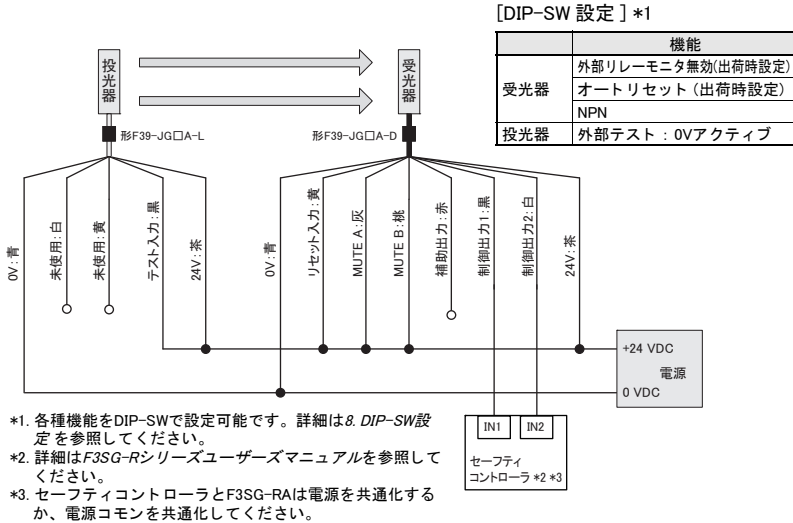 [DIP-SW 設定 ] *1
機能
受光器
外部リレーモニタ無効(出荷時設定)
オートリセット (出荷時設定)
NPN
投光器
外部テスト : 0Vアクティブ
投光器
受光器
形F39-JG□A-L
形F39-JG□A-D
0V:青
未使用:白
未使用:黄
テスト入力:黒
24V:茶
0V:青
リセット入力:黄
MUTE A:灰
MUTE B:桃
補助出力:赤
制御出力1:黒
制御出力2:白
24V:茶
+24 VDC
電源
0 VDC
IN1
IN2
セーフティ
コントローラ *2 *3
*1. 各種機能をDIP-SWで設定可能です。詳細は8. DIP-SW設
定 を参照してください。
*2. 詳細はF3SG-Rシリーズユーザーズマニュアルを参照して
ください。
*3. セーフティコントローラとF3SG-RAは電源を共通化する
か、電源コモンを共通化してください。